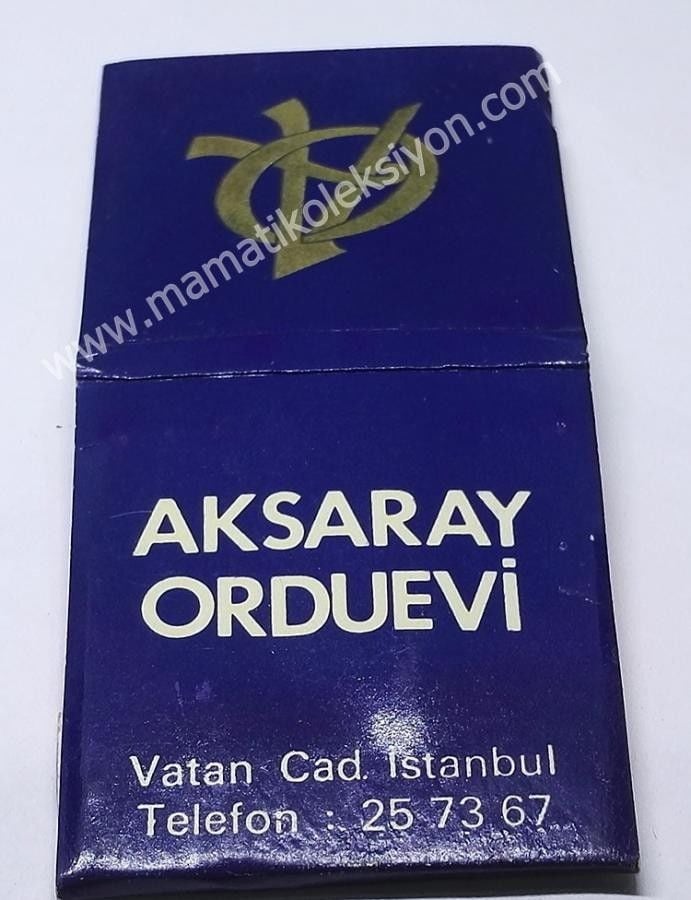 www.mamatikoleksiyon.com
AKSARAY
ORDUEVİ
Vatan Cad. İstanbul
Telefon : 25 73 67